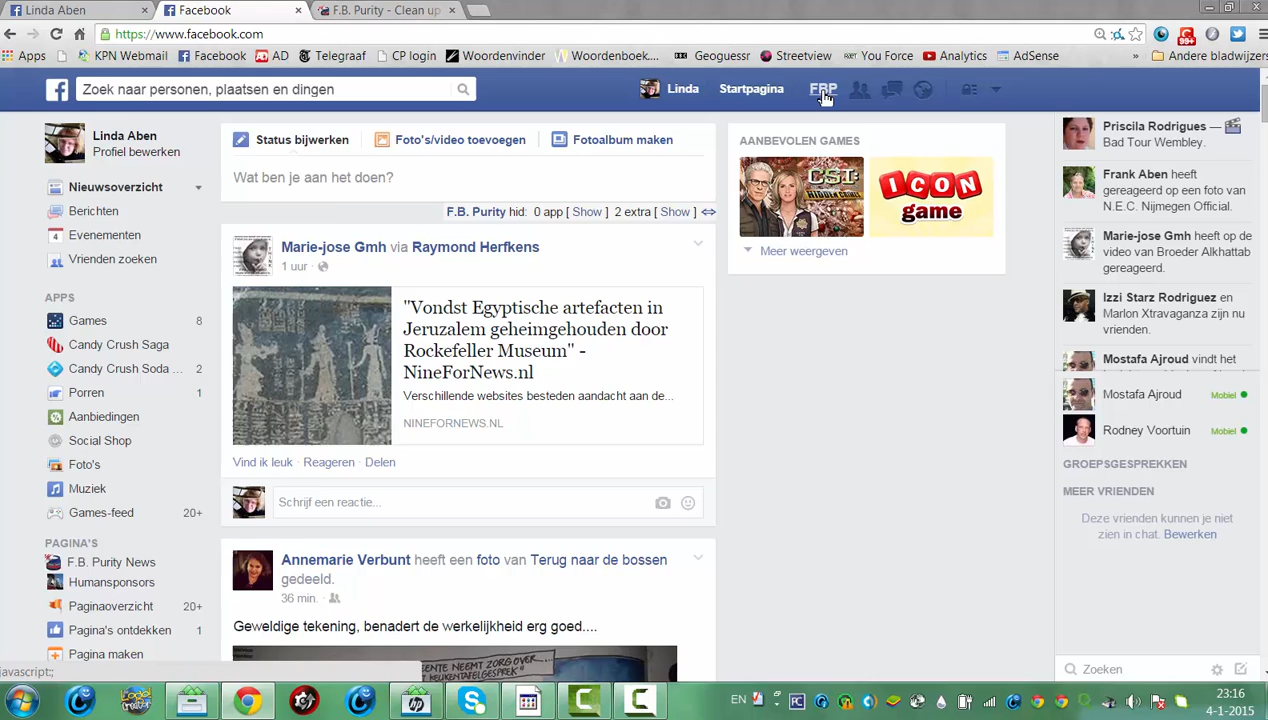 Linda Aben
Facebook
F.B. Purity - Clean up
https://www.facebook.com
Apps
KPN Webmail
Facebook
AD
Telegraaf
CP login
Woordenvinder
Woordenboek...
Geoguessr
Streetview
You Force
Analytics
AdSense
»
Andere bladwijzers
99+
Zoek naar personen, plaatsen en dingen
Linda
Startpagina
FBP
Linda Aben
Profiel bewerken
Nieuwsoverzicht
Berichten
4
Evenementen
Vrienden zoeken
APPS
Games 8
Candy Crush Saga
Candy Crush Soda ... 2
Porren 1
Aanbiedingen
Social Shop
Foto's
Muziek
Games-feed 20+
PAGINA'S
F.B. Purity News
Humansponsors
Paginaoverzicht 20+
Pagina's ontdekken 1
Pagina maken
javascript:;
Status bijwerken
Foto's/video toevoegen
Fotoalbum maken
Wat ben je aan het doen?
F.B. Purity hid: 0 app [ Show ] 2 extra [ Show ]
Marie-jose Gmh via Raymond Herfkens
1 uur ·
"Vondst Egyptische artefacten in
Jeruzalem geheimgehouden door
Rockefeller Museum" -
NineForNews.nl
Verschillende websites besteden aandacht aan de...
NINEFORNEWS.NL
Vind ik leuk · Reageren · Delen
Schrijf een reactie...
Annemarie Verbunt heeft een foto van Terug naar de bossen
gedeeld.
36 min. ·
Geweldige tekening, benadert de werkelijkheid erg goed....
NEEMT ZORG OVER...
KEUKENTAFELGESPREK"
AANBEVOLEN GAMES
CSI:
HIDDEN CRIMES
ICON
game
Meer weergeven
Priscila Rodrigues —
Bad Tour Wembley.
Frank Aben heeft
gereageerd op een foto van
N.E.C. Nijmegen Official.
Marie-jose Gmh heeft op de
video van Broeder Alkhattab
gereageerd.
Izzi Starz Rodriguez en
Marlon Xtravaganza zijn nu
vrienden.
Mostafa Ajroud vindt het
Mostafa Ajroud Mobiel
Rodney Voortuin Mobiel
GROEPSGESPREKKEN
MEER VRIENDEN
Deze vrienden kunnen je niet
zien in chat. Bewerken
Zoeken
EN
23:16
4-1-2015